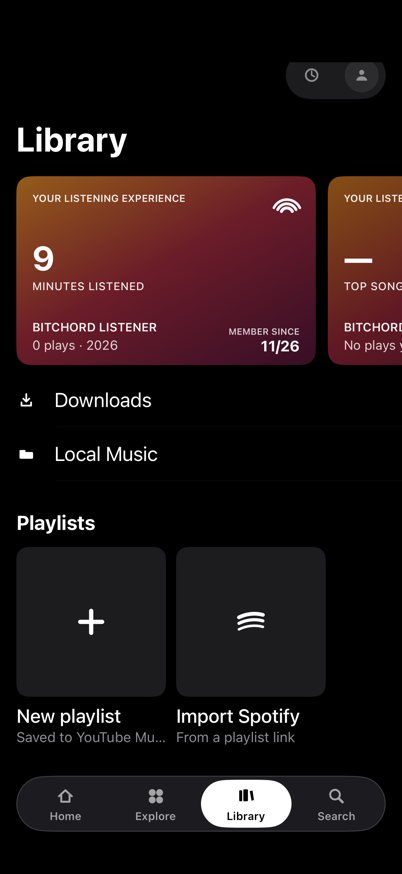 Library
YOUR LISTENING EXPERIENCE
9
MINUTES LISTENED
BITCHORD LISTENER
0 plays · 2026
MEMBER SINCE
11/26
YOUR LISTE
—
TOP SONG
BITCHORD
No plays y
Downloads
Local Music
Playlists
New playlist
Saved to YouTube Mu...
Import Spotify
From a playlist link
Home
Explore
Library
Search